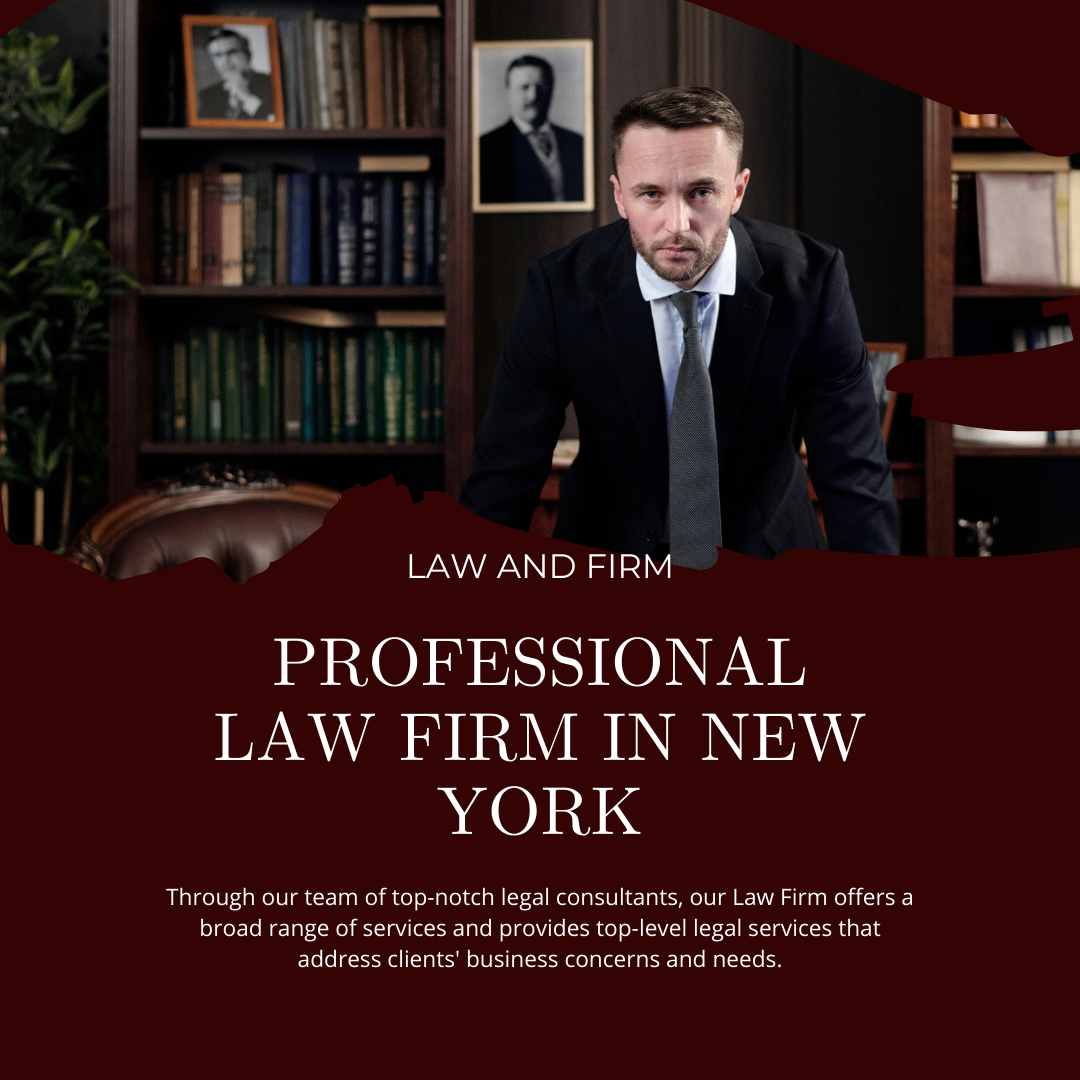 LAW AND FIRM
PROFESSIONAL
LAW FIRM IN NEW
YORK
Through our team of top-notch legal consultants, our Law Firm offers a
broad range of services and provides top-level legal services that
address clients' business concerns and needs.